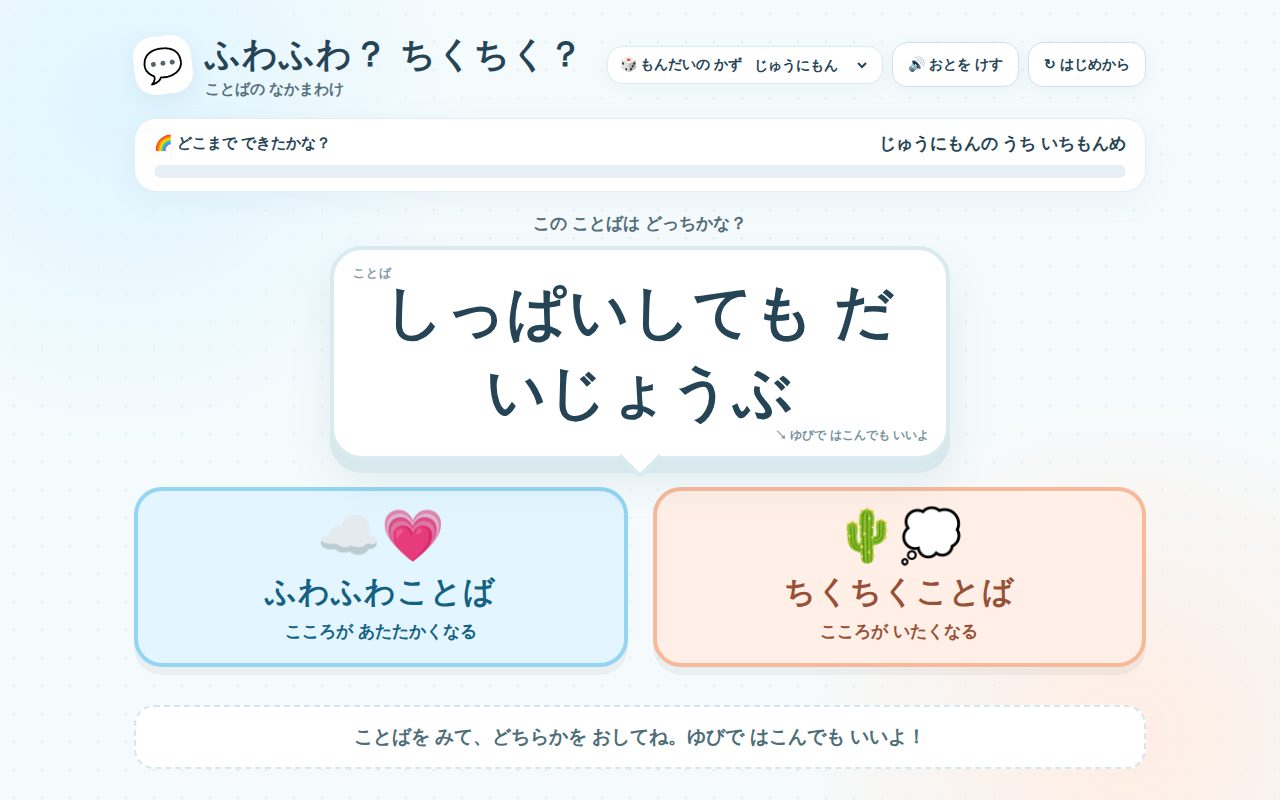 ふわふわ？ ちくちく？
ことばの なかまわけ
もんだいの かず じゅうにもん
おとを けす
はじめから
どこまで できたかな？
じゅうにもんの うち いちもんめ
この ことばは どっちかな？
ことば
しっぱいしても だ
いじょうぶ
↘ ゆびで はこんでも いいよ
ふわふわことば
こころが あたたかくなる
ちくちくことば
こころが いたくなる
ことばを みて、どちらかを おしてね。ゆびで はこんでも いいよ！